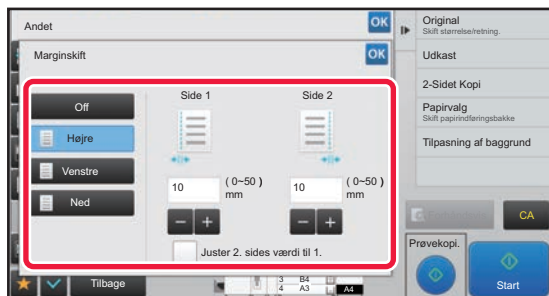 Andet
OK
Marginskift
OK
Off
Højre
Venstre
Ned
Side 1
Side 2
10
( 0~50 )
mm
10
( 0~50 )
mm
Juster 2. sides værdi til 1.
Tilbage
3 B4
4 A3
A4
Original
Skift størrelse/retning.
Udkast
2-Sidet Kopi
Papirvalg
Skift papirindføringsbakke
Tilpasning af baggrund
CA
Prøvekopi.
Start